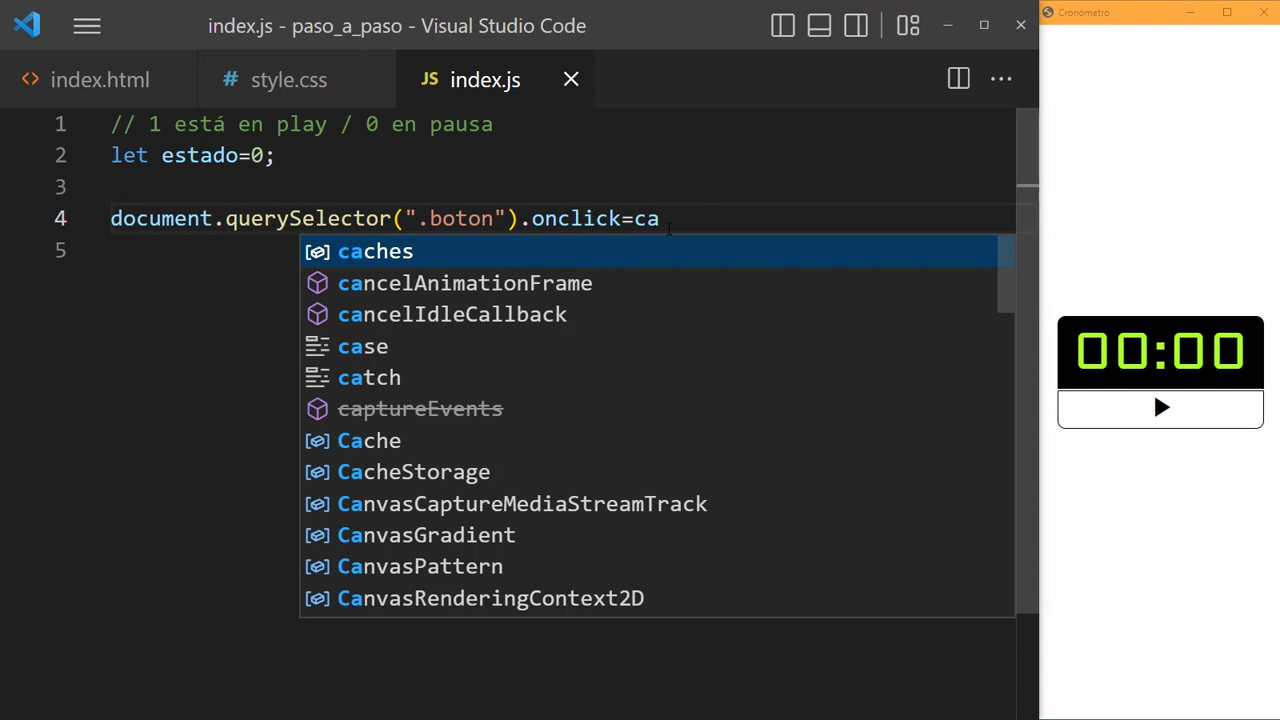 index.js - paso_a_paso - Visual Studio Code
Cronómetro
<> index.html
# style.css
JS index.js
1 // 1 está en play / 0 en pausa
2 let estado=0;
3
4 document.querySelector(".boton").onclick=ca
5
caches
cancelAnimationFrame
cancelIdleCallback
case
catch
captureEvents
Cache
CacheStorage
CanvasCaptureMediaStreamTrack
CanvasGradient
CanvasPattern
CanvasRenderingContext2D
00:00